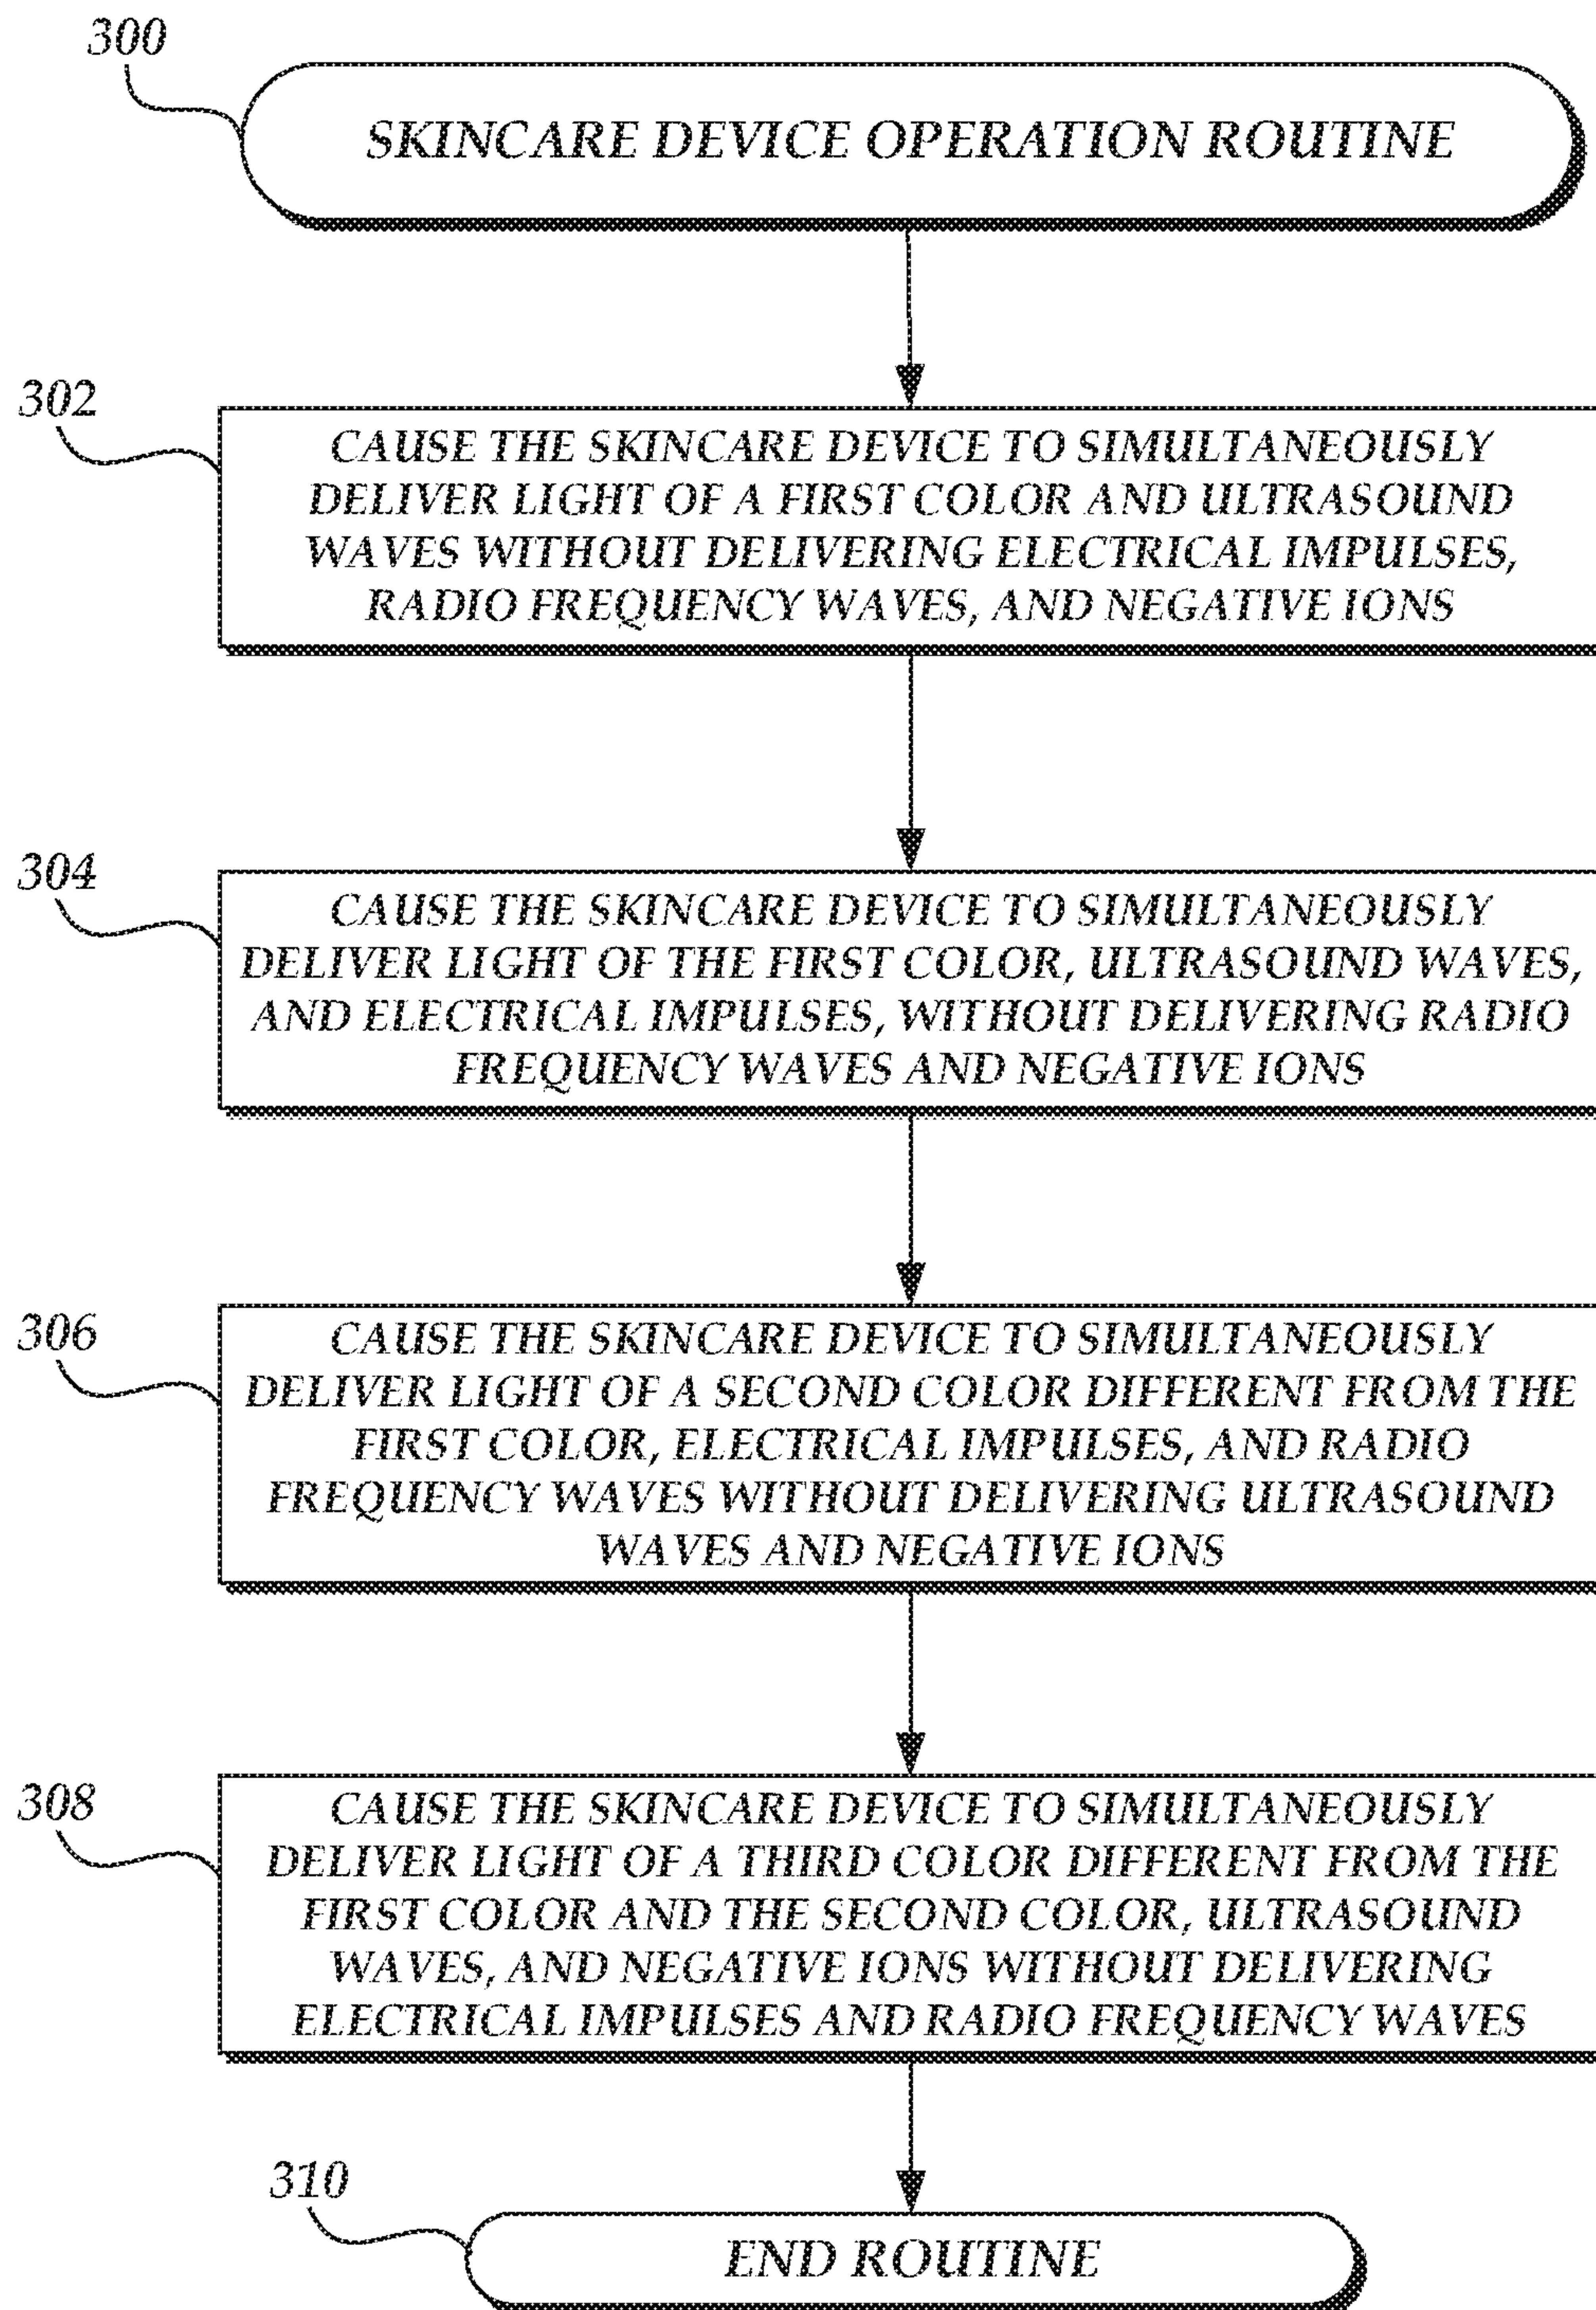 300
SKINCARE DEVICE OPERATION ROUTINE
302
CAUSE THE SKINCARE DEVICE TO SIMULTANEOUSLY
DELIVER LIGHT OF A FIRST COLOR AND ULTRASOUND
WAVES WITHOUT DELIVERING ELECTRICAL IMPULSES,
RADIO FREQUENCY WAVES, AND NEGATIVE IONS
304
CAUSE THE SKINCARE DEVICE TO SIMULTANEOUSLY
DELIVER LIGHT OF THE FIRST COLOR, ULTRASOUND WAVES,
AND ELECTRICAL IMPULSES, WITHOUT DELIVERING RADIO
FREQUENCY WAVES AND NEGATIVE IONS
306
CAUSE THE SKINCARE DEVICE TO SIMULTANEOUSLY
DELIVER LIGHT OF A SECOND COLOR DIFFERENT FROM THE
FIRST COLOR, ELECTRICAL IMPULSES, AND RADIO
FREQUENCY WAVES WITHOUT DELIVERING ULTRASOUND
WAVES AND NEGATIVE IONS
308
CAUSE THE SKINCARE DEVICE TO SIMULTANEOUSLY
DELIVER LIGHT OF A THIRD COLOR DIFFERENT FROM THE
FIRST COLOR AND THE SECOND COLOR, ULTRASOUND
WAVES, AND NEGATIVE IONS WITHOUT DELIVERING
ELECTRICAL IMPULSES AND RADIO FREQUENCY WAVES
310
END ROUTINE